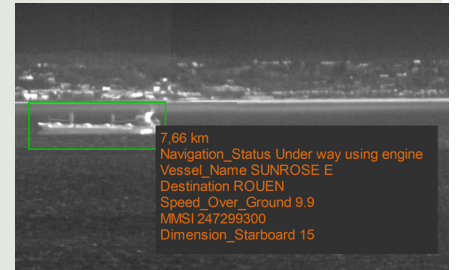 7,66 km
Navigation_Status Under way using engine
Vessel_Name SUNROSE E
Destination ROUEN
Speed_Over_Ground 9.9
MMSI 247299300
Dimension_Starboard 15